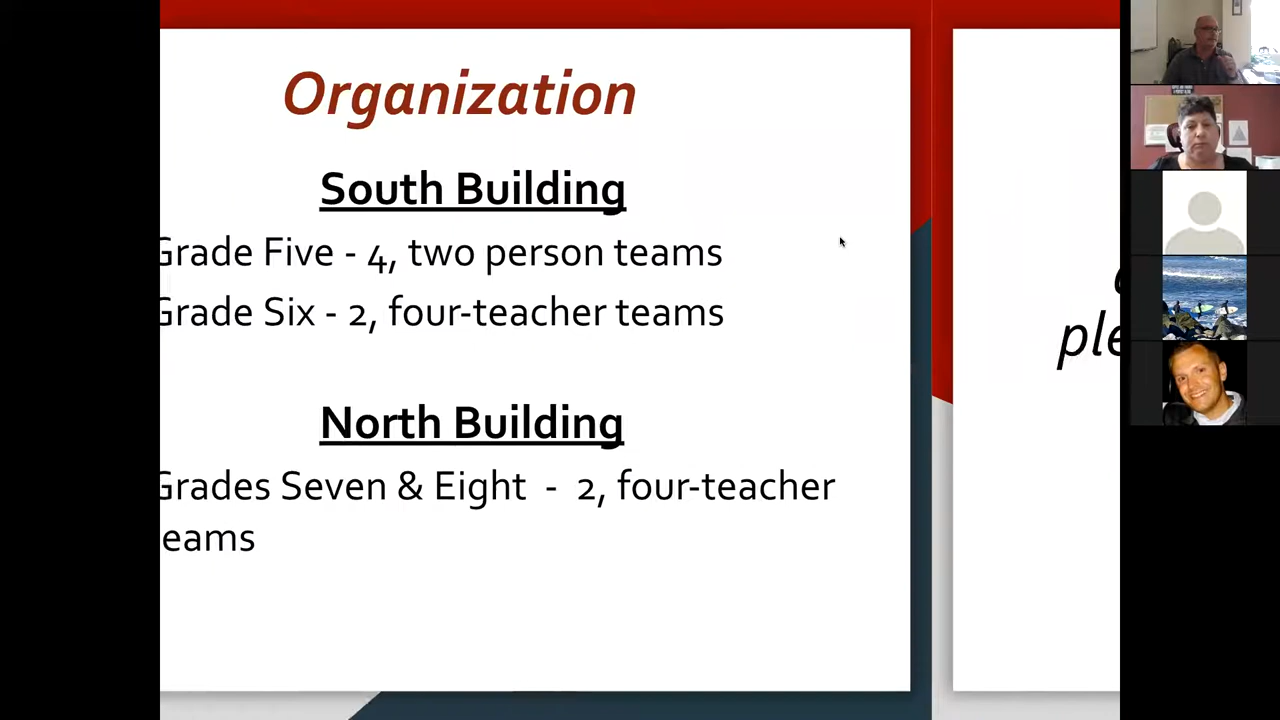 Organization
South Building
Grade Five - 4, two person teams
Grade Six - 2, four-teacher teams
North Building
Grades Seven & Eight - 2, four-teacher
eams
ple